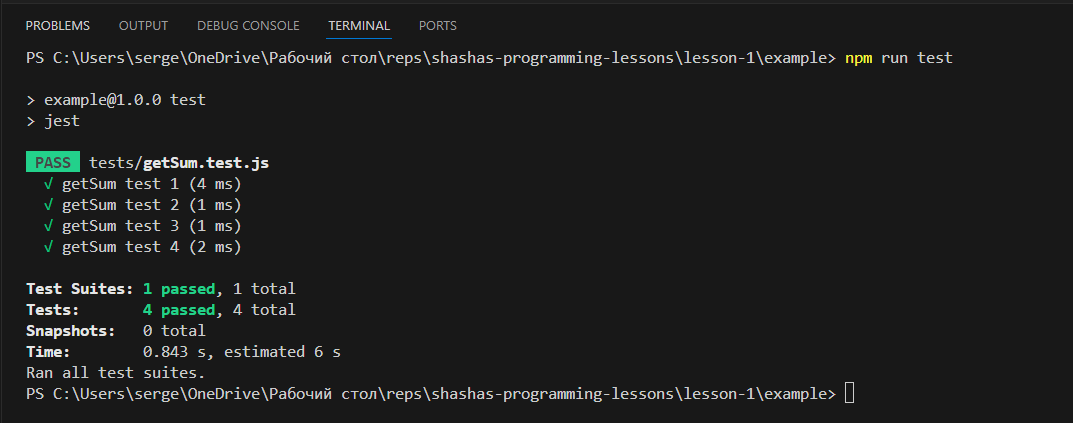 PROBLEMS OUTPUT DEBUG CONSOLE TERMINAL PORTS
PS C:\Users\serge\OneDrive\Рабочий стол\reps\shashas-programming-lessons\lesson-1\example> npm run test
> example@1.0.0 test
> jest
PASS tests/getSum.test.js
√ getSum test 1 (4 ms)
√ getSum test 2 (1 ms)
√ getSum test 3 (1 ms)
√ getSum test 4 (2 ms)
Test Suites: 1 passed, 1 total
Tests: 4 passed, 4 total
Snapshots: 0 total
Time: 0.843 s, estimated 6 s
Ran all test suites.
PS C:\Users\serge\OneDrive\Рабочий стол\reps\shashas-programming-lessons\lesson-1\example>